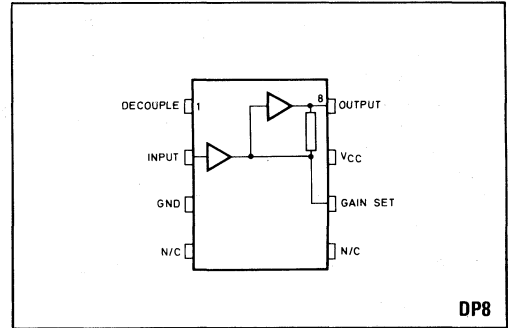 DECOUPLE 1 8 OUTPUT
INPUT VCC
GND GAIN SET
N/C N/C
DP8